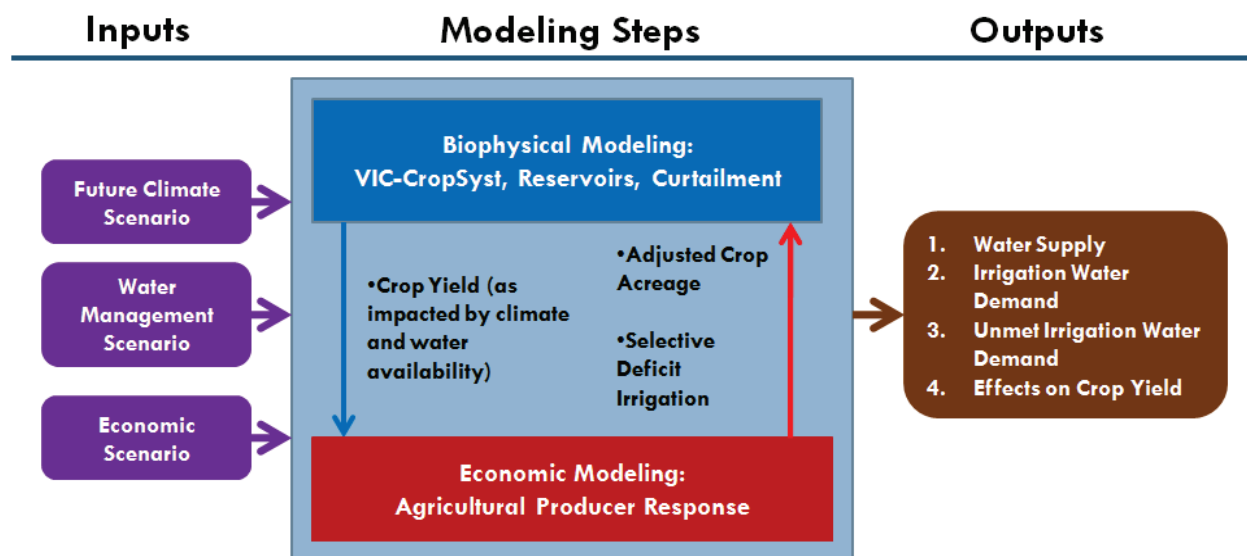 Inputs
Modeling Steps
Outputs
Future Climate
Scenario
Water
Management
Scenario
Economic
Scenario
Biophysical Modeling:
VIC-CropSyst, Reservoirs, Curtailment
•Crop Yield (as
impacted by climate
and water
availability)
•Adjusted Crop
Acreage
•Selective
Deficit
Irrigation
Economic Modeling:
Agricultural Producer Response
1. Water Supply
2. Irrigation Water
Demand
3. Unmet Irrigation Water
Demand
4. Effects on Crop Yield